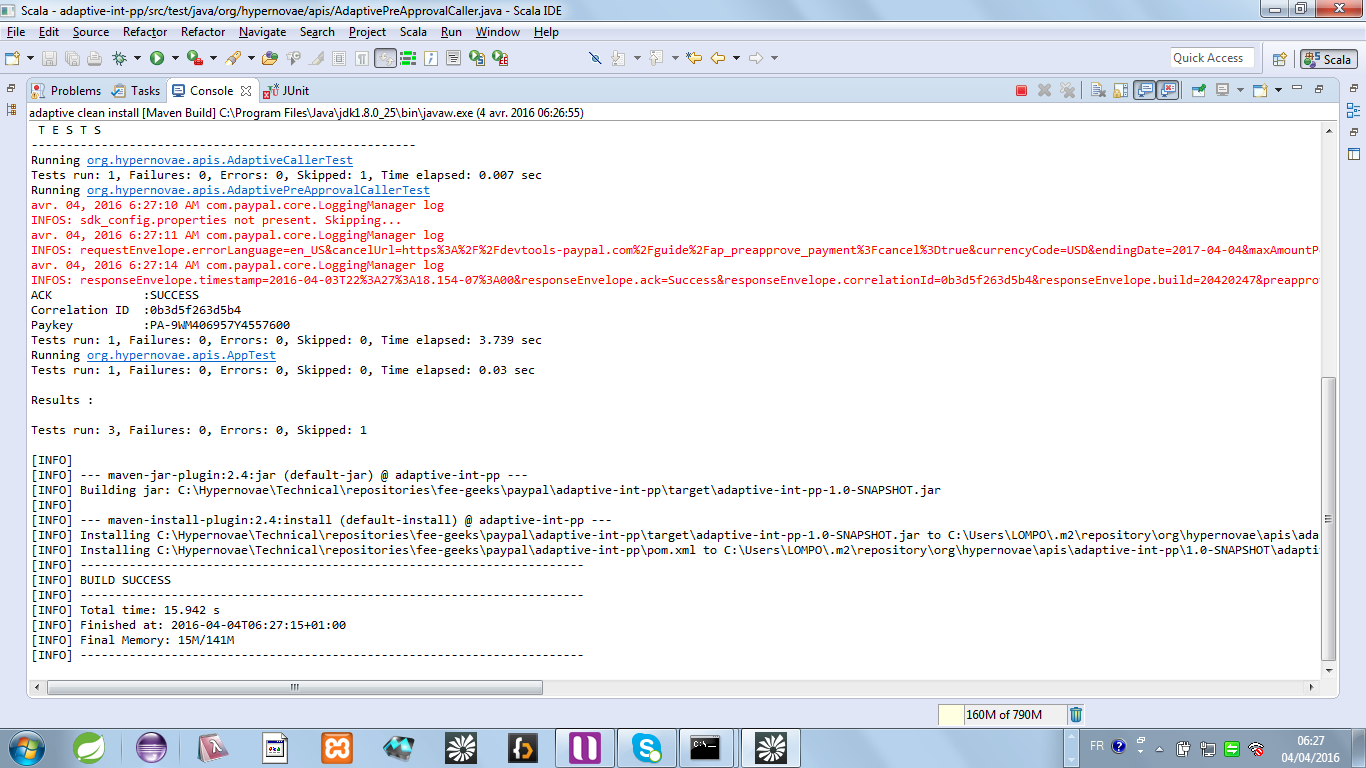 Scala - adaptive-int-pp/src/test/java/org/hypernovae/apis/AdaptivePreApprovalCaller.java - Scala IDE
File Edit Source Refactor Refactor Navigate Search Project Scala Run Window Help
Quick Access Scala
Problems Tasks Console JUnit
adaptive clean install [Maven Build] C:\Program Files\Java\jdk1.8.0_25\bin\javaw.exe (4 avr. 2016 06:26:55)
T E S T S
-------------------------------------------------------
Running org.hypernovae.apis.AdaptiveCallerTest
Tests run: 1, Failures: 0, Errors: 0, Skipped: 1, Time elapsed: 0.007 sec
Running org.hypernovae.apis.AdaptivePreApprovalCallerTest
avr. 04, 2016 6:27:10 AM com.paypal.core.LoggingManager log
INFOS: sdk_config.properties not present. Skipping...
avr. 04, 2016 6:27:11 AM com.paypal.core.LoggingManager log
INFOS: requestEnvelope.errorLanguage=en_US&cancelUrl=https%3A%2F%2Fdevtools-paypal.com%2Fguide%2Fap_preapprove_payment%3Fcancel%3Dtrue&currencyCode=USD&endingDate=2017-04-04&maxAmountP
avr. 04, 2016 6:27:14 AM com.paypal.core.LoggingManager log
INFOS: responseEnvelope.timestamp=2016-04-03T22%3A27%3A18.154-07%3A00&responseEnvelope.ack=Success&responseEnvelope.correlationId=0b3d5f263d5b4&responseEnvelope.build=20420247&preapprov
ACK :SUCCESS
Correlation ID :0b3d5f263d5b4
Paykey :PA-9WM406957Y4557600
Tests run: 1, Failures: 0, Errors: 0, Skipped: 0, Time elapsed: 3.739 sec
Running org.hypernovae.apis.AppTest
Tests run: 1, Failures: 0, Errors: 0, Skipped: 0, Time elapsed: 0.03 sec
Results :
Tests run: 3, Failures: 0, Errors: 0, Skipped: 1
[INFO]
[INFO] --- maven-jar-plugin:2.4:jar (default-jar) @ adaptive-int-pp ---
[INFO] Building jar: C:\Hypernovae\Technical\repositories\fee-geeks\paypal\adaptive-int-pp\target\adaptive-int-pp-1.0-SNAPSHOT.jar
[INFO]
[INFO] --- maven-install-plugin:2.4:install (default-install) @ adaptive-int-pp ---
[INFO] Installing C:\Hypernovae\Technical\repositories\fee-geeks\paypal\adaptive-int-pp\target\adaptive-int-pp-1.0-SNAPSHOT.jar to C:\Users\LOMPO\.m2\repository\org\hypernovae\apis\ada
[INFO] Installing C:\Hypernovae\Technical\repositories\fee-geeks\paypal\adaptive-int-pp\pom.xml to C:\Users\LOMPO\.m2\repository\org\hypernovae\apis\adaptive-int-pp\1.0-SNAPSHOT\adapti
[INFO] ------------------------------------------------------------------------
[INFO] BUILD SUCCESS
[INFO] ------------------------------------------------------------------------
[INFO] Total time: 15.942 s
[INFO] Finished at: 2016-04-04T06:27:15+01:00
[INFO] Final Memory: 15M/141M
[INFO] ------------------------------------------------------------------------
160M of 790M
FR 06:27
04/04/2016